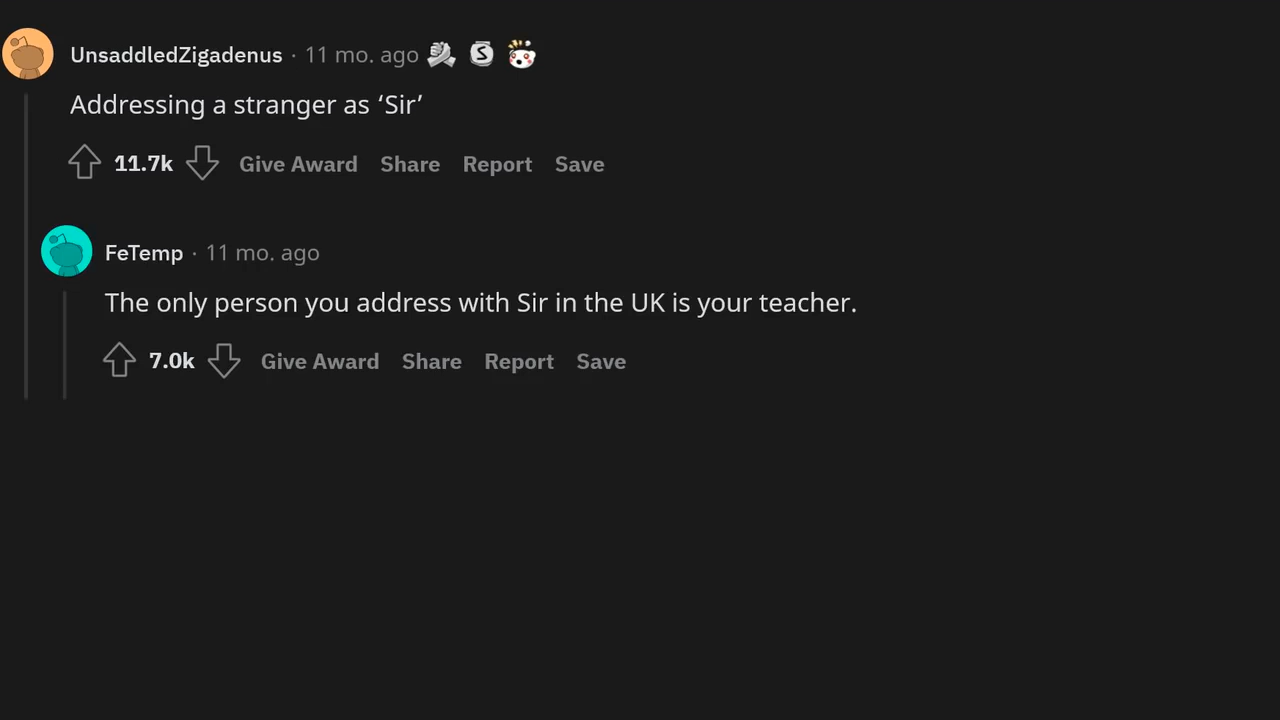 UnsaddledZigadenus · 11 mo. ago
Addressing a stranger as ‘Sir’
11.7k Give Award Share Report Save
FeTemp · 11 mo. ago
The only person you address with Sir in the UK is your teacher.
7.0k Give Award Share Report Save